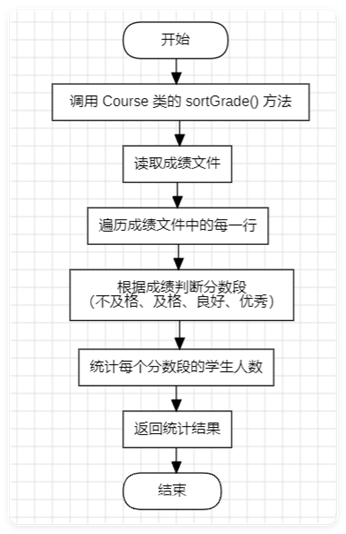 开始
调用 Course 类的 sortGrade() 方法
读取成绩文件
遍历成绩文件中的每一行
根据成绩判断分数段
（不及格、及格、良好、优秀）
统计每个分数段的学生人数
返回统计结果
结束